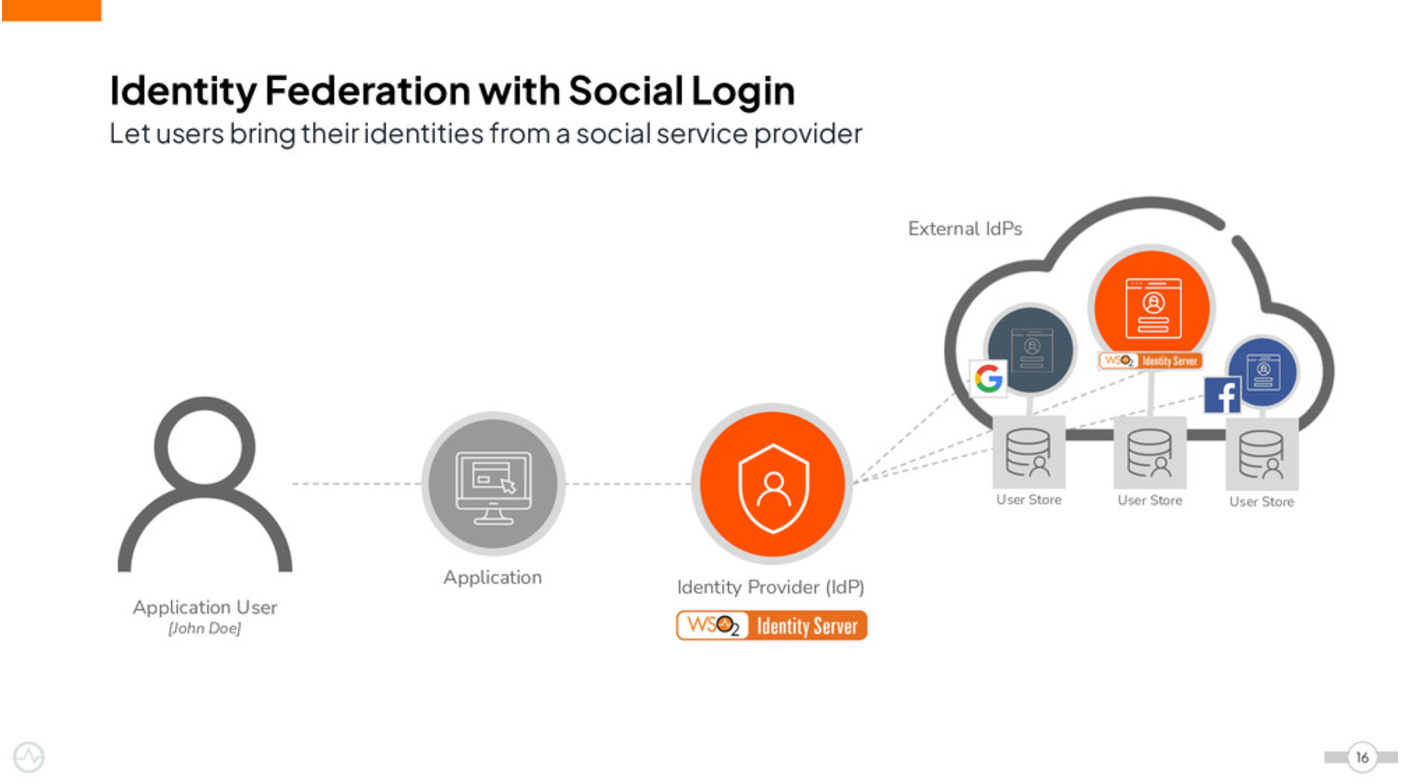 Identity Federation with Social Login
Let users bring their identities from a social service provider
External IdPs
G
WSO2 Identity Server
f
User Store
User Store
User Store
Application
Identity Provider (IdP)
WSO2 Identity Server
Application User
[John Doe]
16